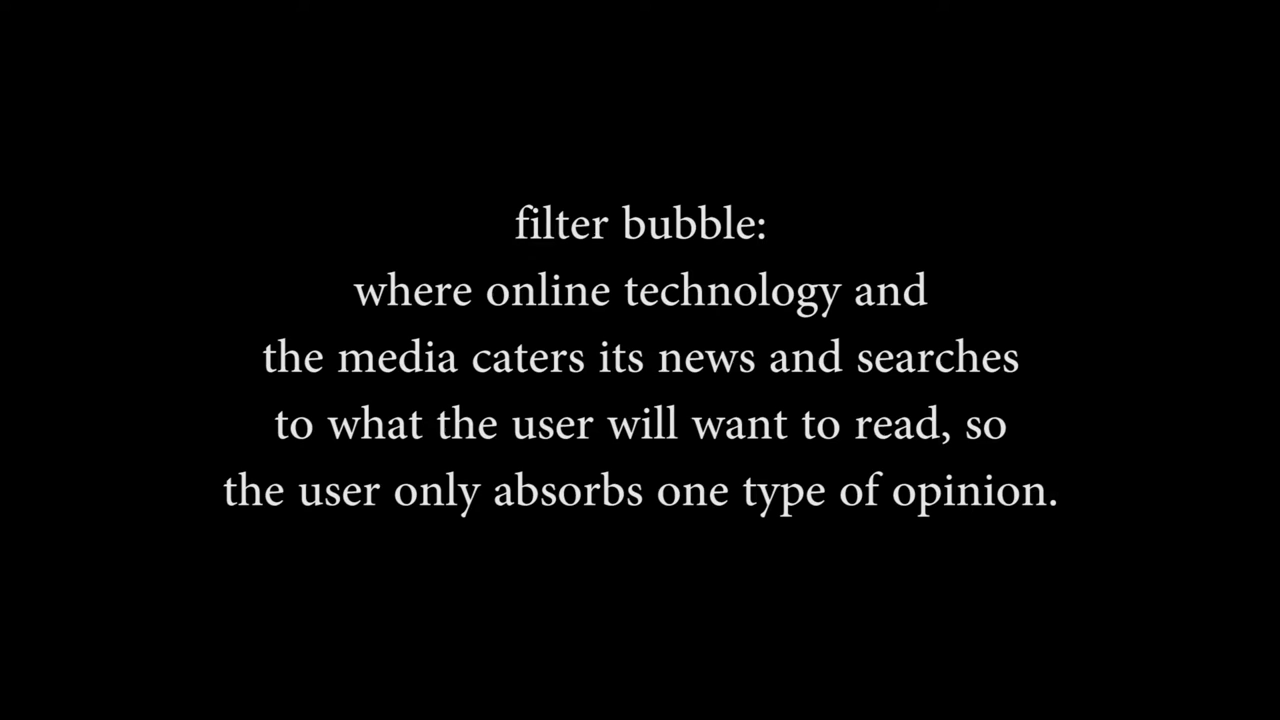 filter bubble:
where online technology and
the media caters its news and searches
to what the user will want to read, so
the user only absorbs one type of opinion.